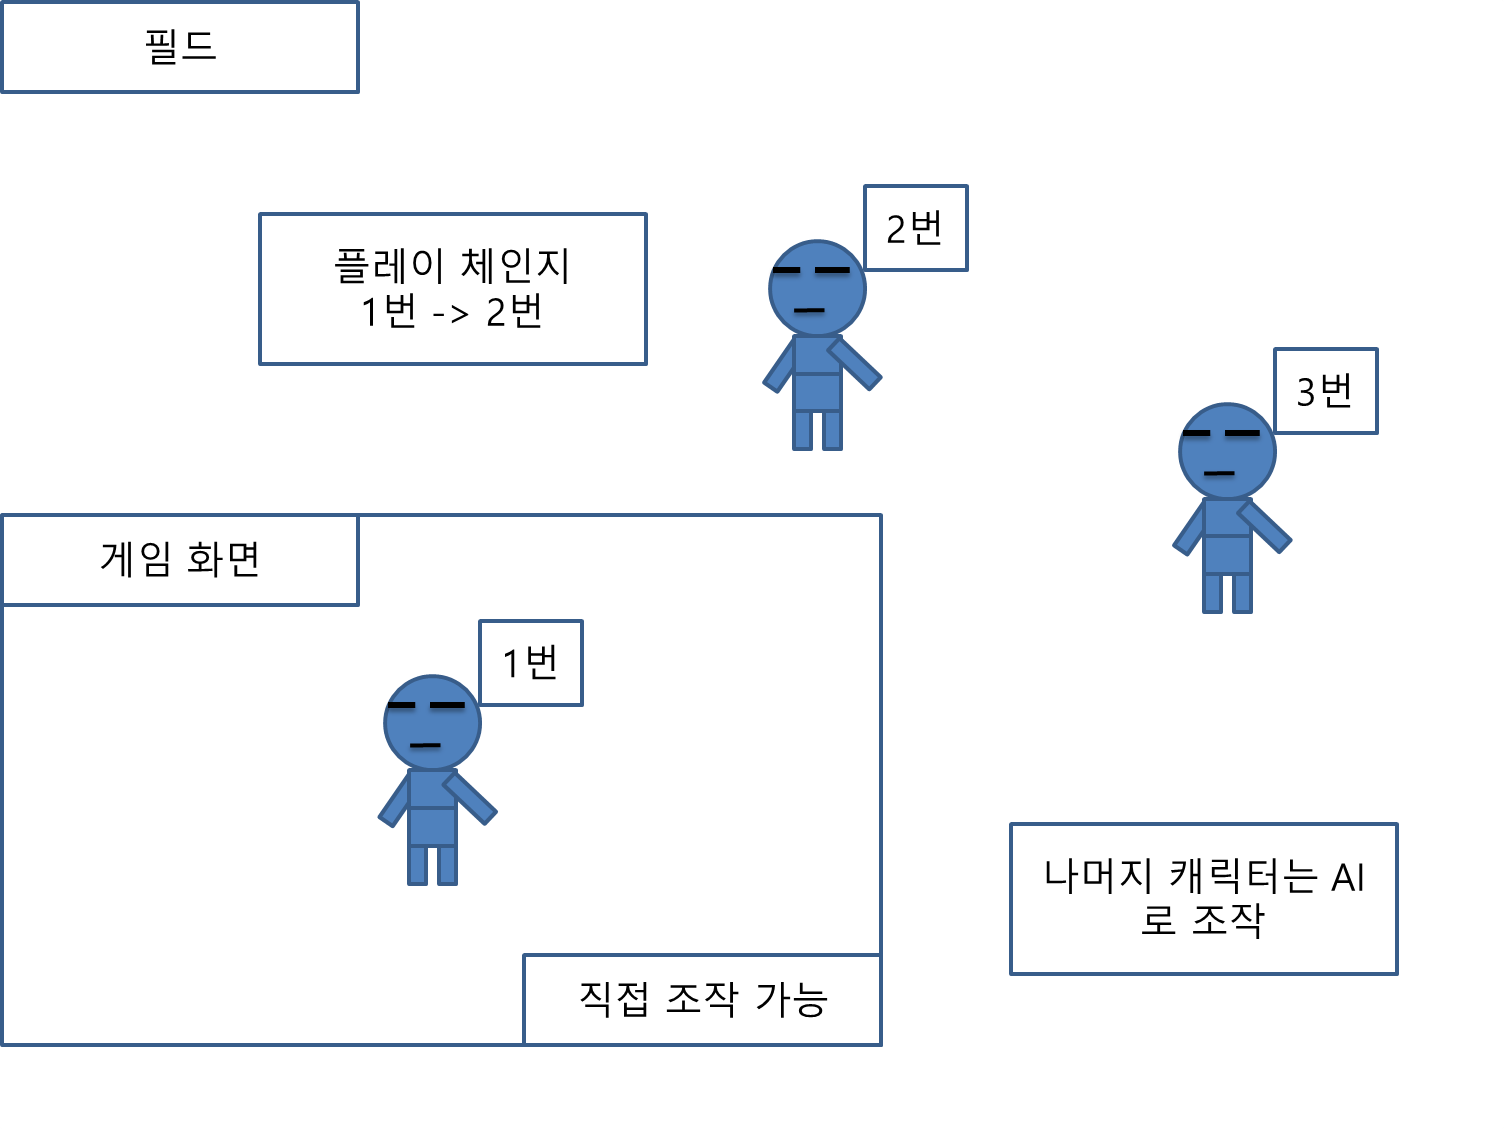 필드
2번
플레이 체인지
1번 -> 2번
3번
게임 화면
1번
나머지 캐릭터는 AI
로 조작
직접 조작 가능